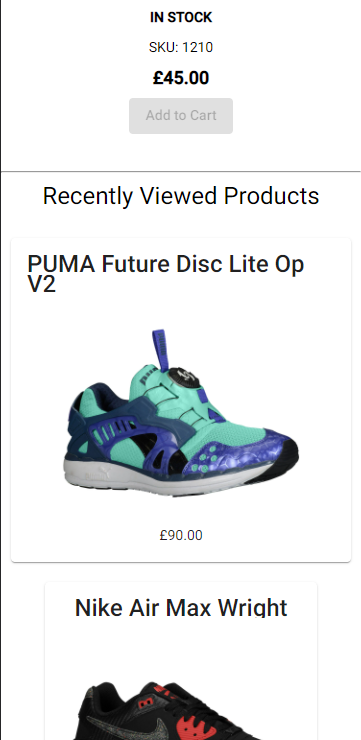 IN STOCK
SKU: 1210
£45.00
Add to Cart
Recently Viewed Products
PUMA Future Disc Lite Op
V2
£90.00
Nike Air Max Wright